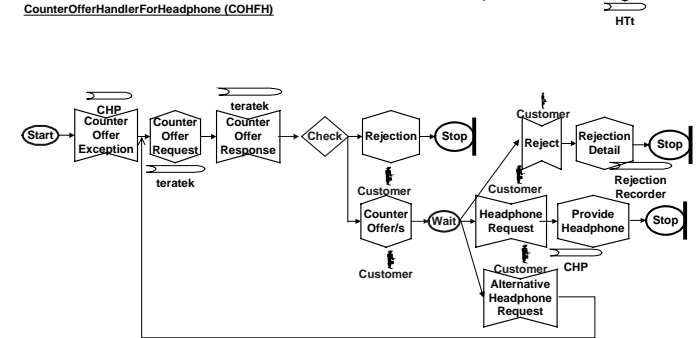 CounterOfferHandlerForHeadphone (COHFH)
HTt
CHP
teratek
Start
Counter
Offer
Exception
Counter
Offer
Request
Counter
Offer
Response
Check
Rejection
Stop
teratek
Customer
Customer
Reject
Rejection
Detail
Stop
Rejection
Recorder
Counter
Offer/s
Wait
Customer
Headphone
Request
Provide
Headphone
Stop
Customer
CHP
Customer
Alternative
Headphone
Request